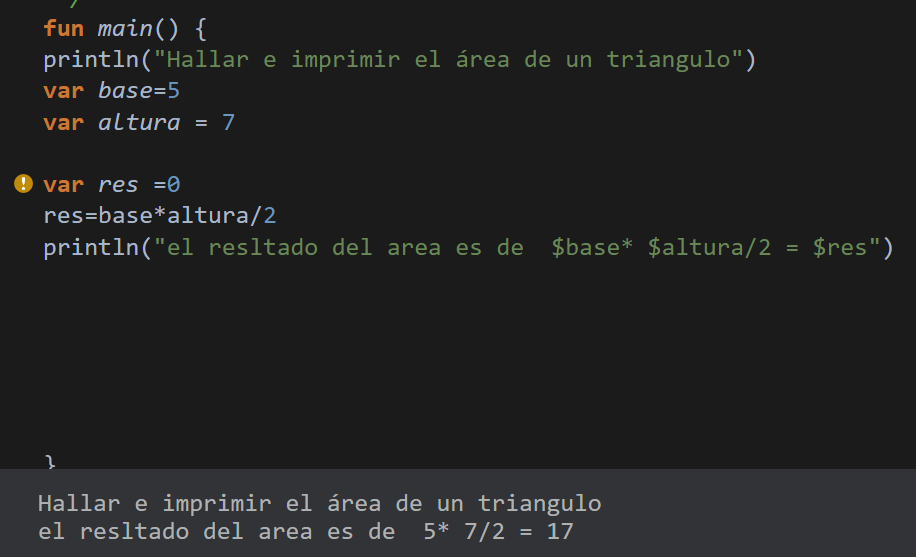 fun main() {
println("Hallar e imprimir el área de un triangulo")
var base=5
var altura = 7
var res =0
res=base*altura/2
println("el resltado del area es de  $base* $altura/2 = $res")
}
Hallar e imprimir el área de un triangulo
el resltado del area es de  5* 7/2 = 17